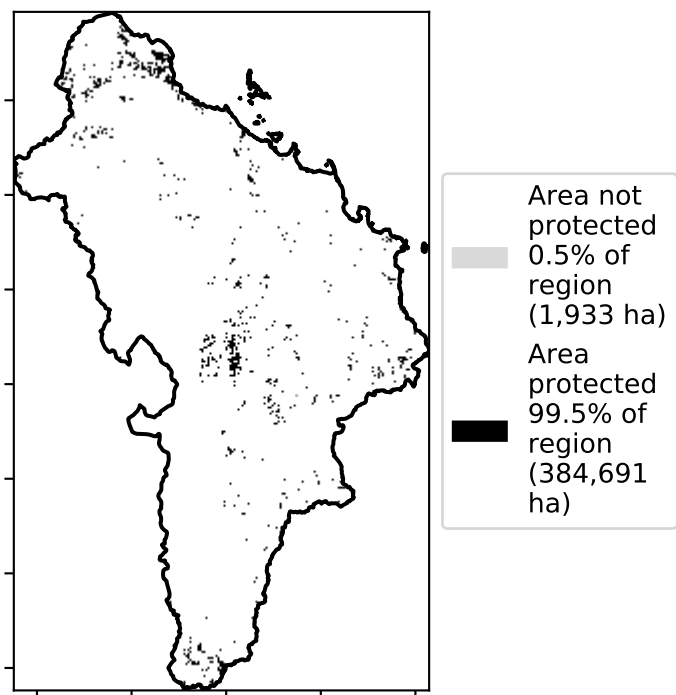 Area not
protected
0.5% of
region
(1,933 ha)
Area
protected
99.5% of
region
(384,691
ha)